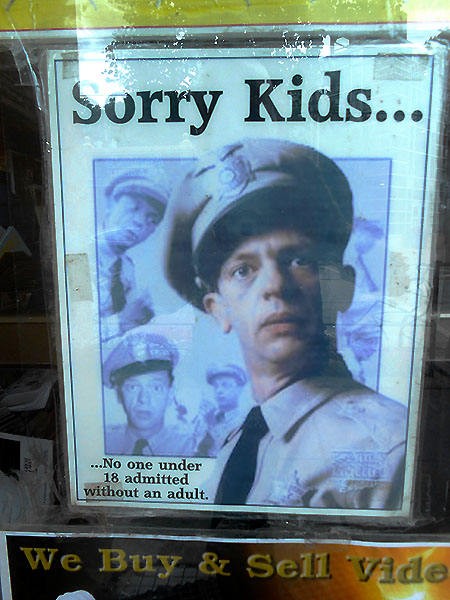 Sorry Kids...
...No one under
18 admitted
without an adult.
We Buy & Sell Vide